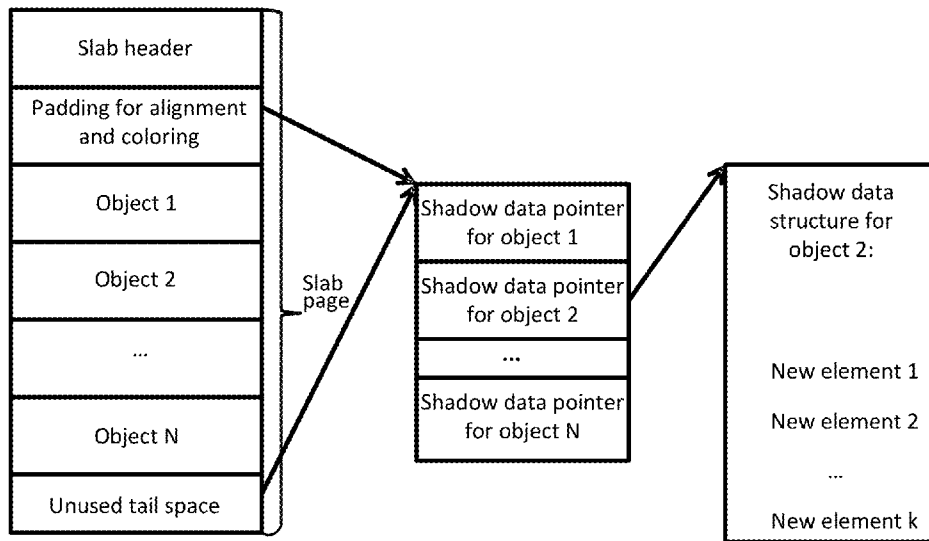 Slab header
Padding for alignment
and coloring
Object 1
Object 2
...
Object N
Unused tail space
Slab
page
Shadow data pointer
for object 1
Shadow data pointer
for object 2
...
Shadow data pointer
for object N
Shadow data
structure for
object 2:
New element 1
New element 2
...
New element k